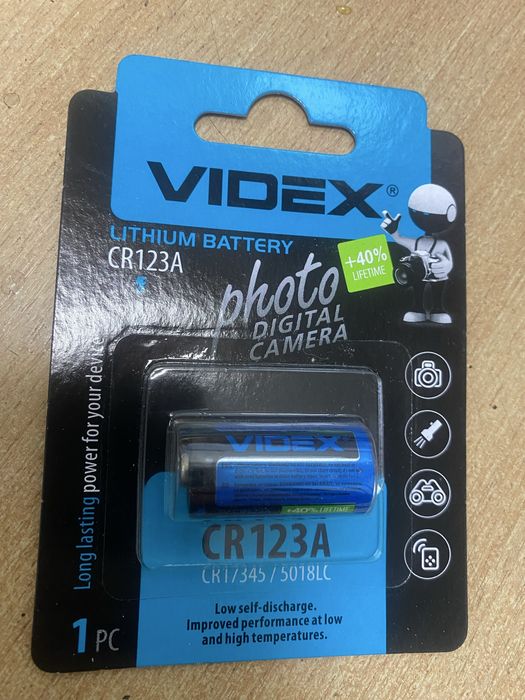 VIDEX®
LITHIUM BATTERY
CR123A
+40%
LIFETIME
photo
DIGITAL
CAMERA
Long lasting power for your device
VIDEX
+40% LIFETIME
CR123A
CR17345 / 5018LC
Low self-discharge.
Improved performance at low
and high temperatures.
1 PC